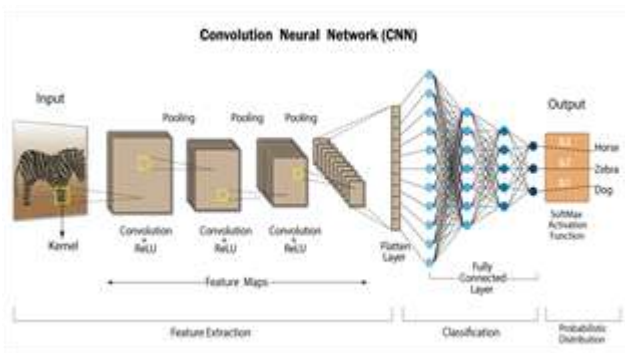 Convolution Neural Network (CNN)
Input
Pooling
Pooling
Pooling
Output
Horse
Zebra
Dog
Kernel
Convolution
+
ReLU
Convolution
+
ReLU
Convolution
+
ReLU
Flatten
Layer
SoftMax
Activation
Function
Fully
Connected
Layer
Feature Maps
Feature Extraction
Classification
Probabilistic
Distribution